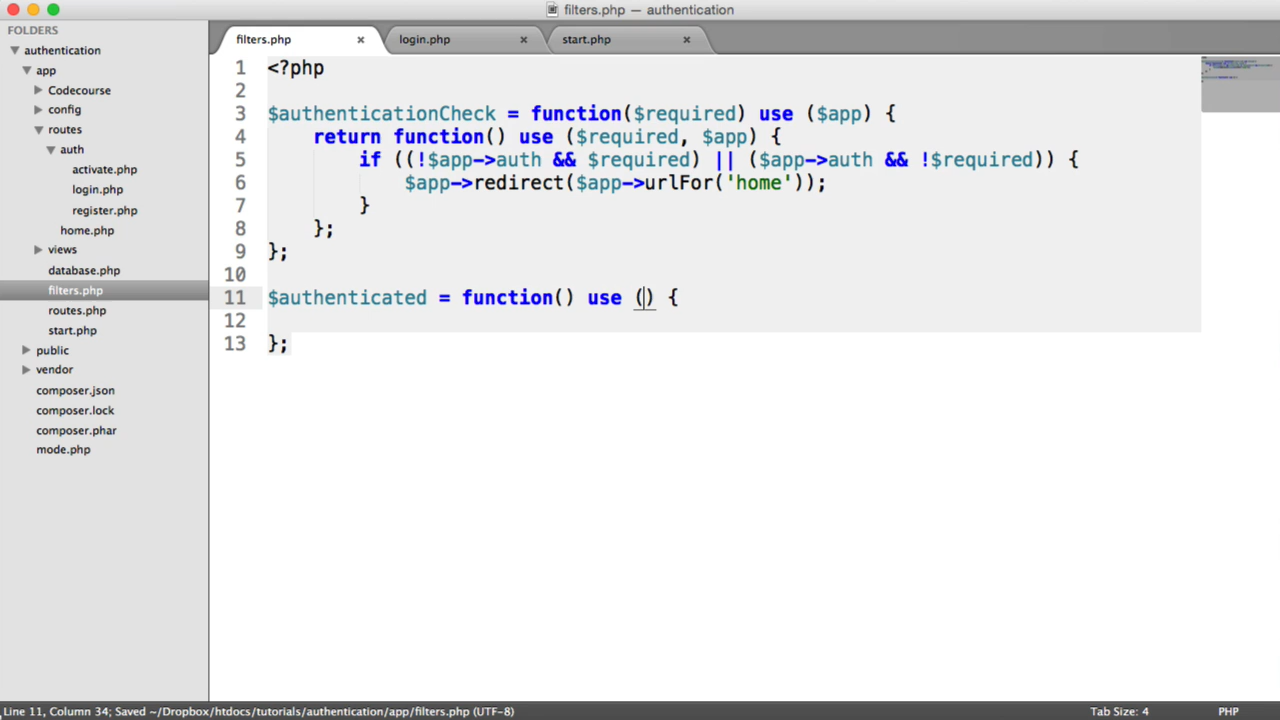 filters.php — authentication
FOLDERS
authentication
app
Codecourse
config
routes
auth
activate.php
login.php
register.php
home.php
views
database.php
filters.php
routes.php
start.php
public
vendor
composer.json
composer.lock
composer.phar
mode.php
filters.php × login.php × start.php ×
1 <?php
2
3 $authenticationCheck = function($required) use ($app) {
4     return function() use ($required, $app) {
5         if ((!$app->auth && $required) || ($app->auth && !$required)) {
6             $app->redirect($app->urlFor('home'));
7         }
8     };
9 };
10
11 $authenticated = function() use () {
12
13 };
Line 11, Column 34; Saved ~/Dropbox/htdocs/tutorials/authentication/app/filters.php (UTF-8) Tab Size: 4 PHP